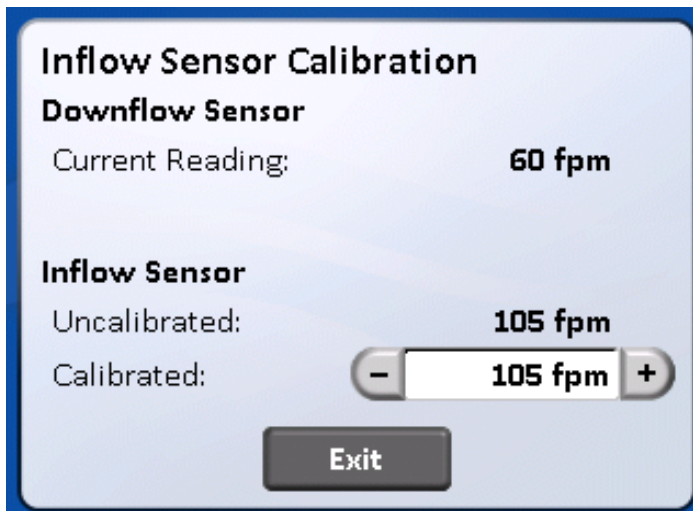 Inflow Sensor Calibration
Downflow Sensor
Current Reading: 60 fpm
Inflow Sensor
Uncalibrated: 105 fpm
Calibrated: − 105 fpm +
Exit